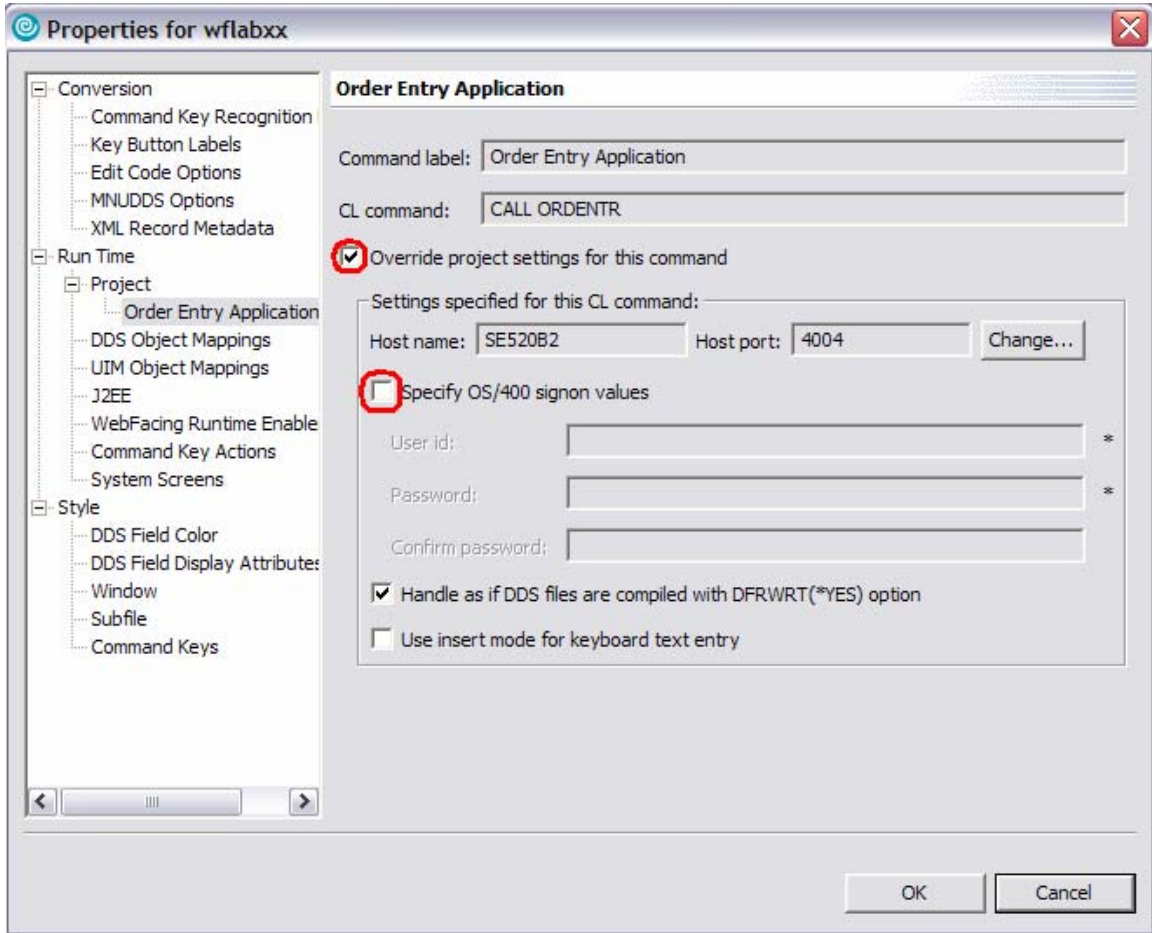 Properties for wflabxx
Conversion
Command Key Recognition
Key Button Labels
Edit Code Options
MNUDDS Options
XML Record Metadata
Run Time
Project
Order Entry Application
DDS Object Mappings
UIM Object Mappings
J2EE
WebFacing Runtime Enable
Command Key Actions
System Screens
Style
DDS Field Color
DDS Field Display Attributes
Window
Subfile
Command Keys
Order Entry Application
Command label: Order Entry Application
CL command: CALL ORDENTR
Override project settings for this command
Settings specified for this CL command:
Host name: SE520B2 Host port: 4004 Change...
Specify OS/400 signon values
User id: *
Password: *
Confirm password:
Handle as if DDS files are compiled with DFRWRT(*YES) option
Use insert mode for keyboard text entry
OK Cancel